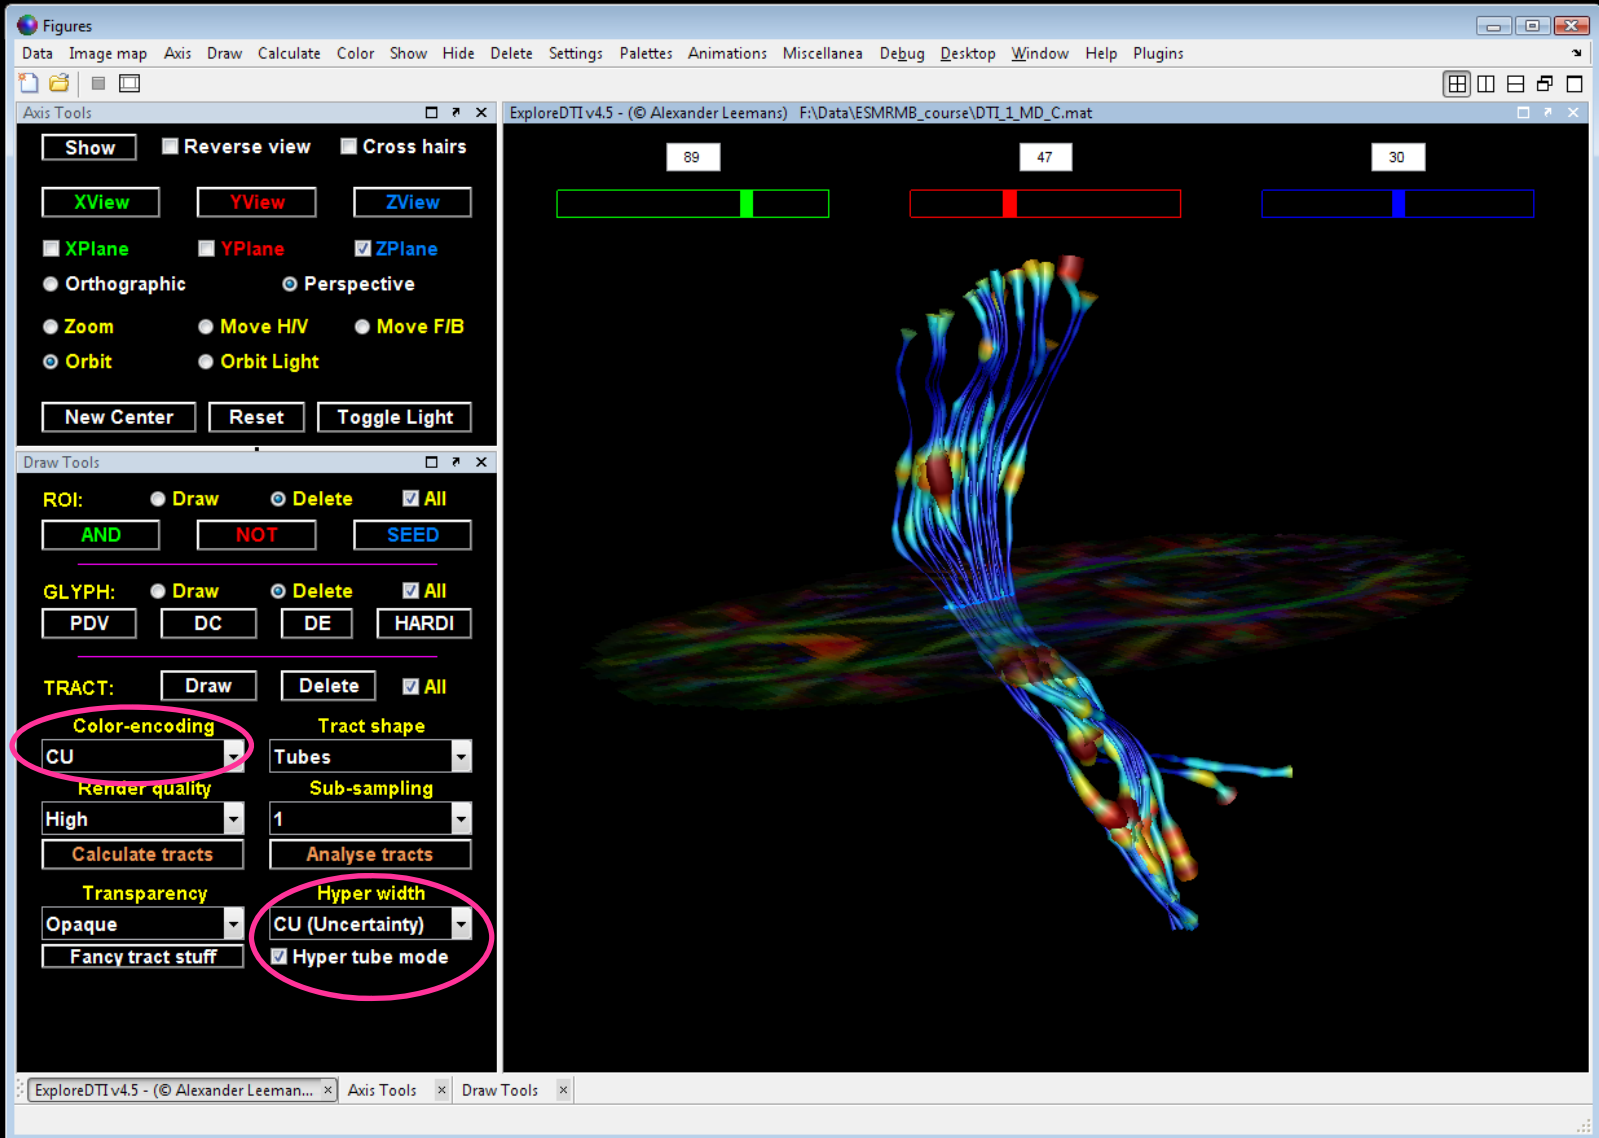 Figures
Data Image map Axis Draw Calculate Color Show Hide Delete Settings Palettes Animations Miscellanea Debug Desktop Window Help Plugins
Axis Tools
Show Reverse view Cross hairs
XView YView ZView
XPlane YPlane ZPlane
Orthographic Perspective
Zoom Move H/V Move F/B
Orbit Orbit Light
New Center Reset Toggle Light
Draw Tools
ROI: Draw Delete All
AND NOT SEED
GLYPH: Draw Delete All
PDV DC DE HARDI
TRACT: Draw Delete All
Color-encoding Tract shape
CU Tubes
Render quality Sub-sampling
High 1
Calculate tracts Analyse tracts
Transparency Hyper width
Opaque CU (Uncertainty)
Fancy tract stuff Hyper tube mode
ExploreDTI v4.5 - (© Alexander Leemans) F:\Data\ESMRMB_course\DTI_1_MD_C.mat
89 47 30
ExploreDTI v4.5 - (© Alexander Leeman... Axis Tools Draw Tools